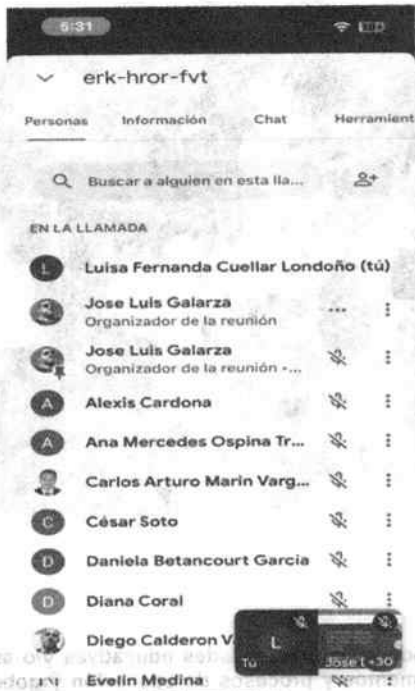 5:31
erk-hror-fvt
Personas Información Chat Herramient
Buscar a alguien en esta lla...
EN LA LLAMADA
L Luisa Fernanda Cuellar Londoño (tú)
Jose Luis Galarza
Organizador de la reunión
Jose Luis Galarza
Organizador de la reunión •...
A Alexis Cardona
A Ana Mercedes Ospina Tr...
Carlos Arturo Marin Varg...
C César Soto
D Daniela Betancourt Garcia
D Diana Coral
Diego Calderon V
L
Tú
Jose L +30
Evelin Medina